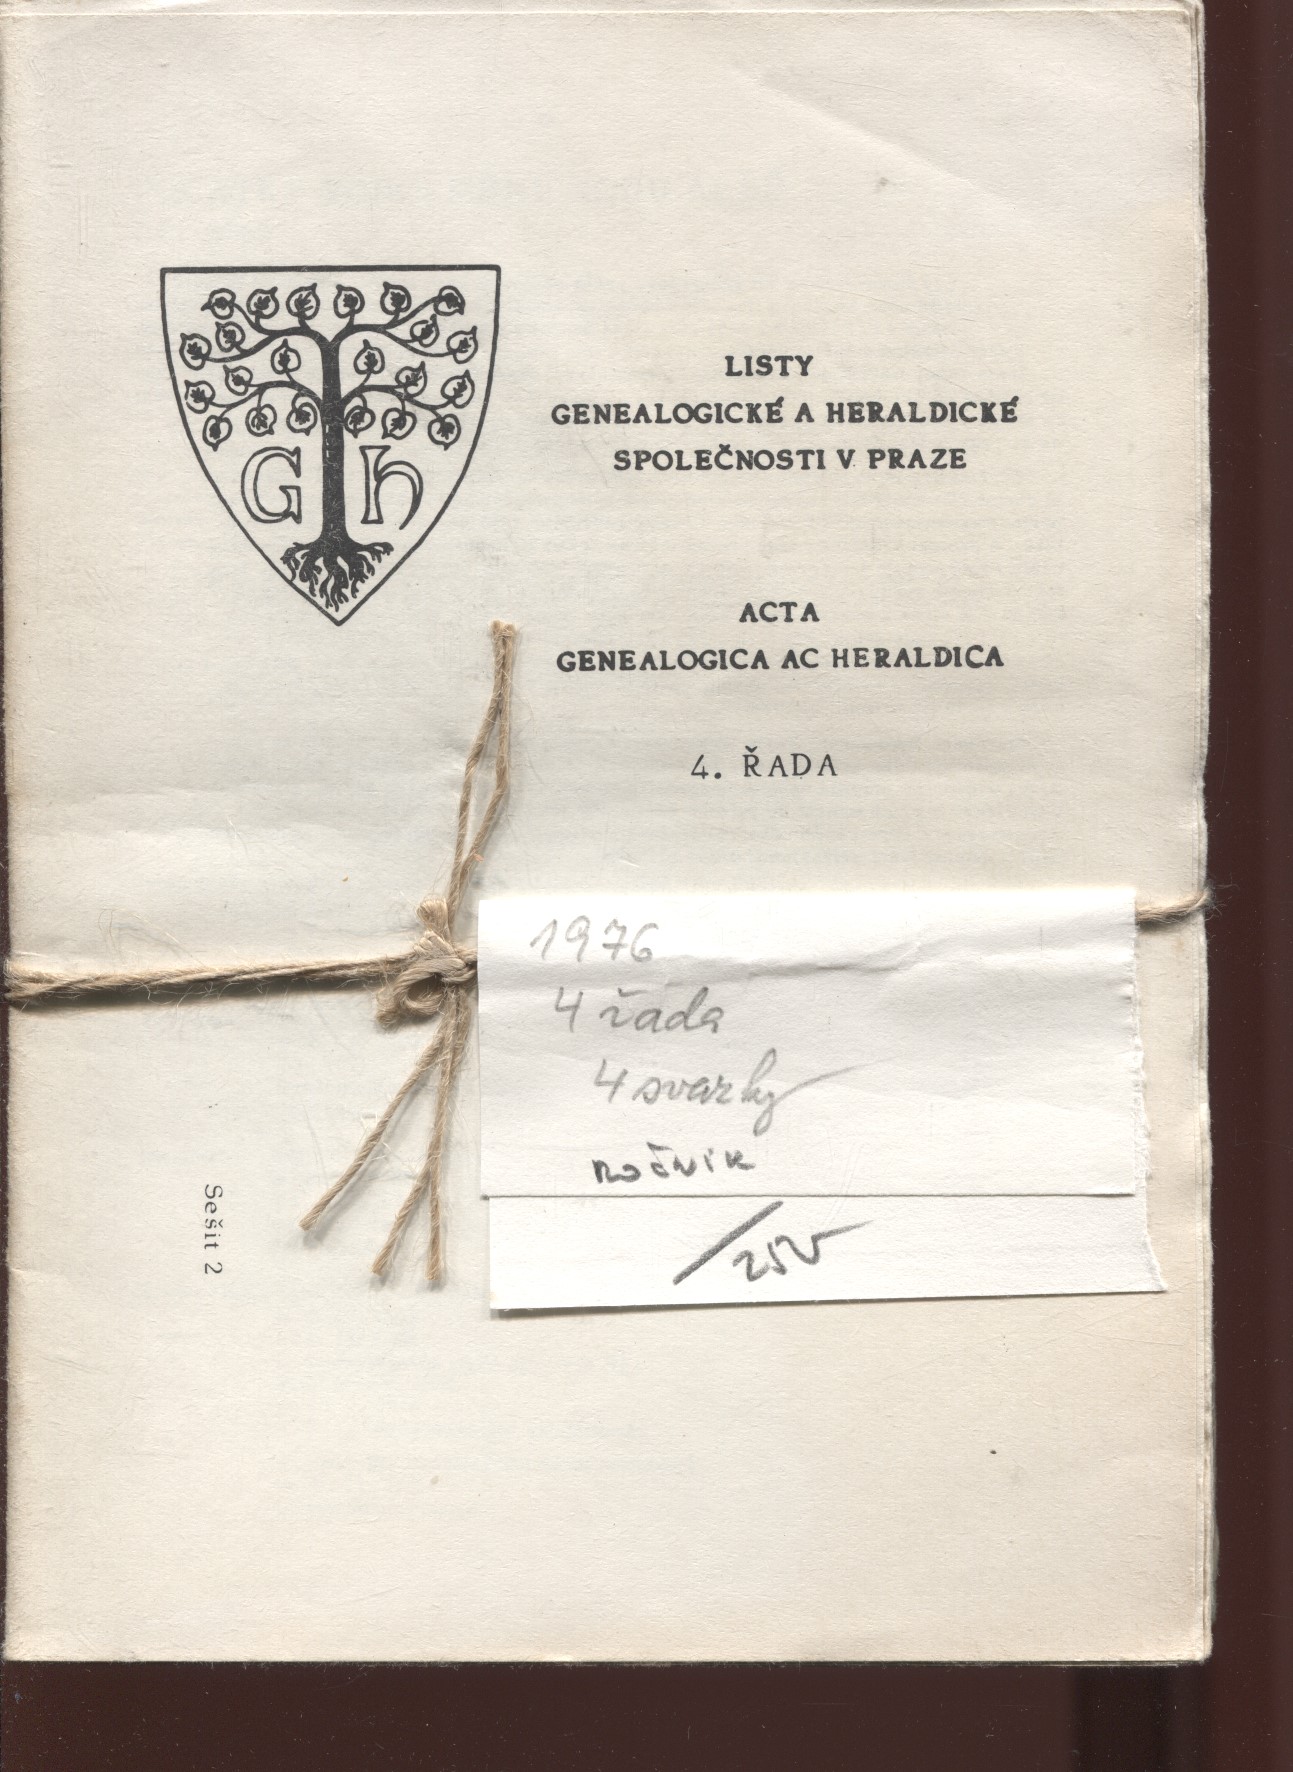 G h
LISTY
GENEALOGICKÉ A HERALDICKÉ
SPOLEČNOSTI V PRAZE
ACTA
GENEALOGICA AC HERALDICA
4. ŘADA
1976
4 řada
4 svazky
ročník
Sešit 2